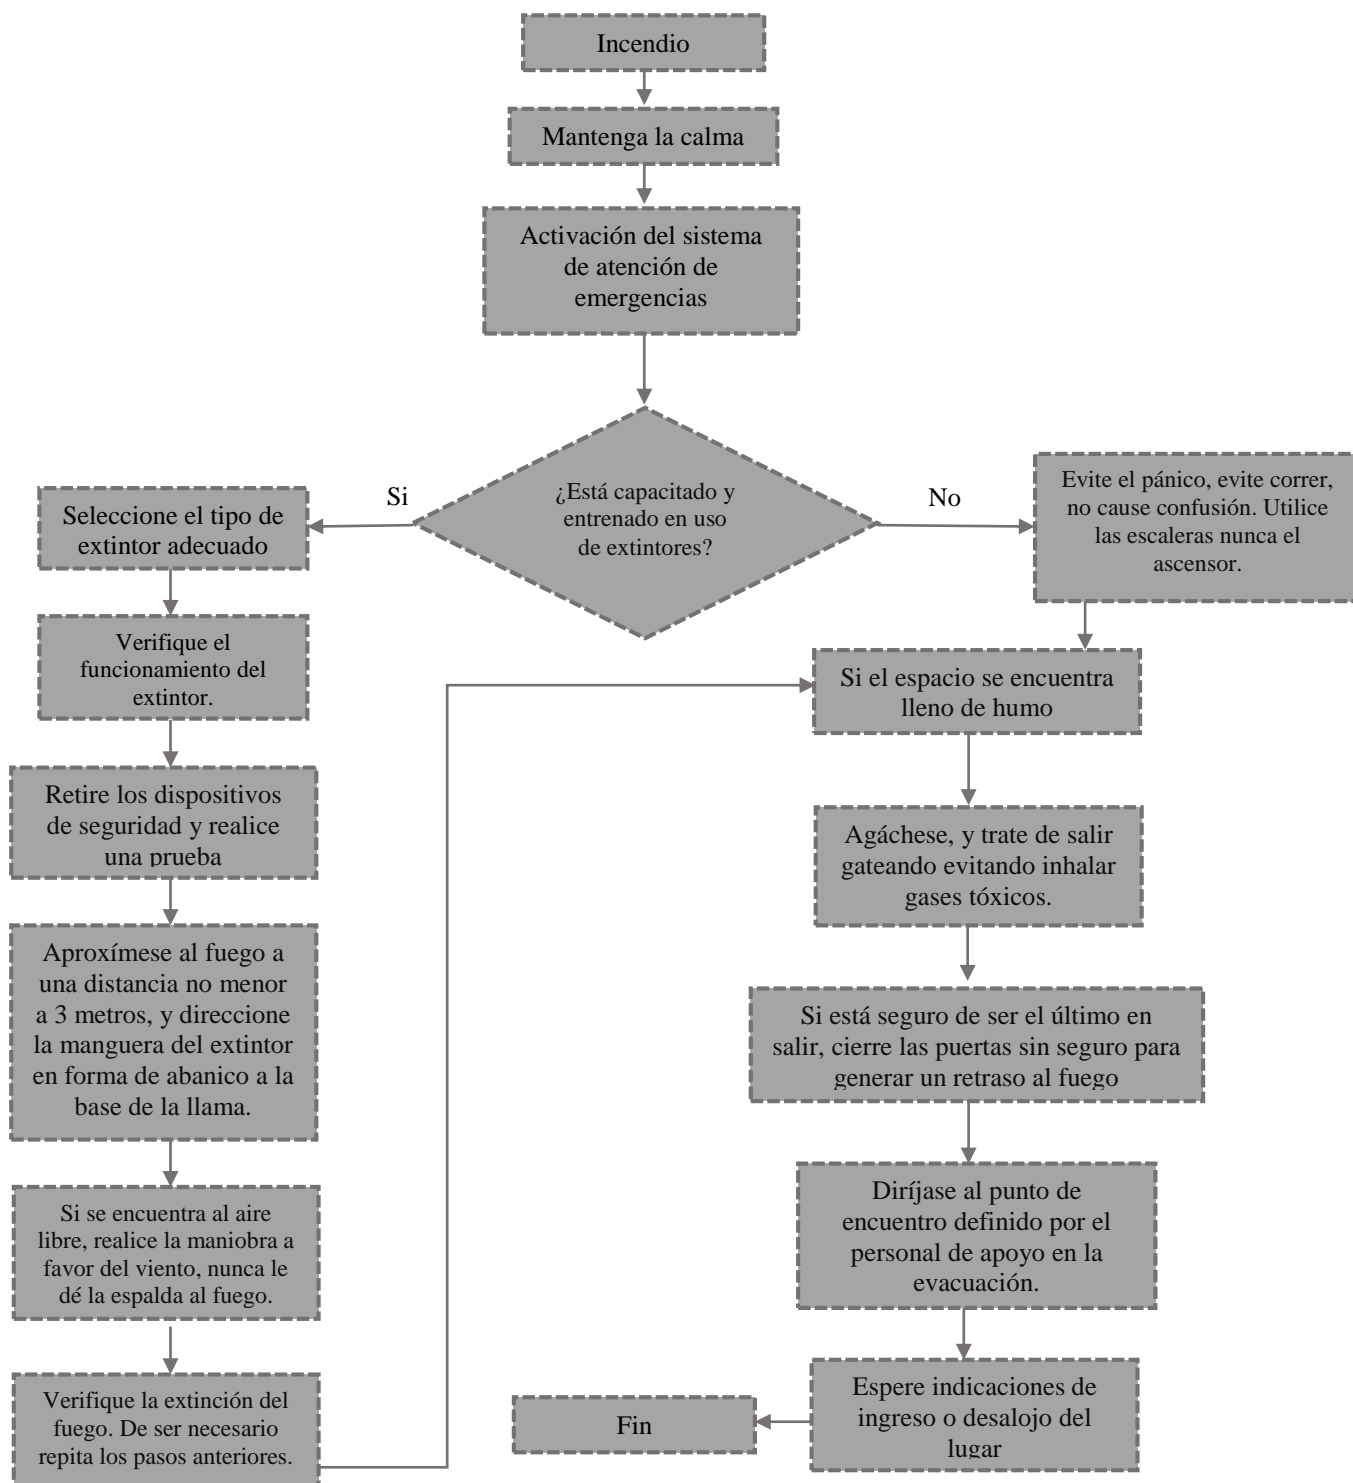 Incendio
Mantenga la calma
Activación del sistema
de atención de
emergencias
¿Está capacitado y
entrenado en uso
de extintores?
Si
No
Seleccione el tipo de
extintor adecuado
Verifique el
funcionamiento del
extintor.
Retire los dispositivos
de seguridad y realice
una prueba
Aproxímese al fuego a
una distancia no menor
a 3 metros, y direccione
la manguera del extintor
en forma de abanico a la
base de la llama.
Si se encuentra al aire
libre, realice la maniobra a
favor del viento, nunca le
dé la espalda al fuego.
Verifique la extinción del
fuego. De ser necesario
repita los pasos anteriores.
Evite el pánico, evite correr,
no cause confusión. Utilice
las escaleras nunca el
ascensor.
Si el espacio se encuentra
lleno de humo
Agáchese, y trate de salir
gateando evitando inhalar
gases tóxicos.
Si está seguro de ser el último en
salir, cierre las puertas sin seguro para
generar un retraso al fuego
Diríjase al punto de
encuentro definido por el
personal de apoyo en la
evacuación.
Espere indicaciones de
ingreso o desalojo del
lugar
Fin